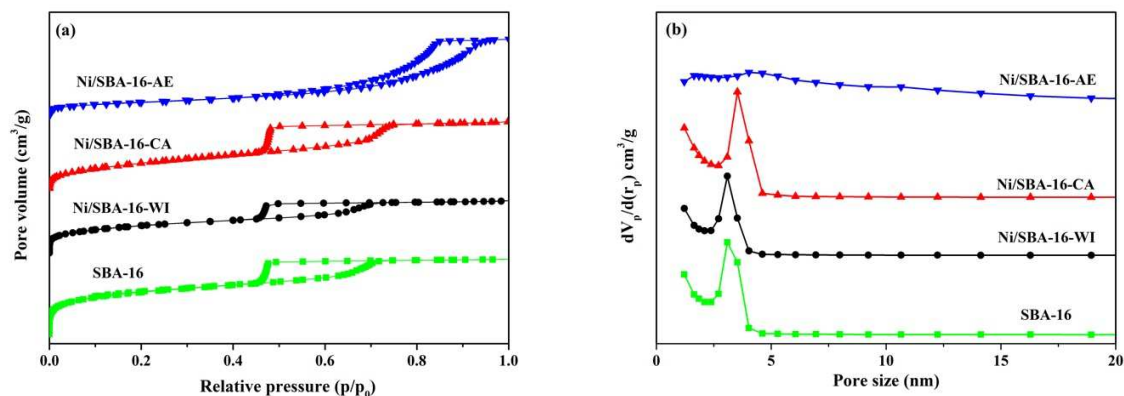 (a)
Ni/SBA-16-AE
Ni/SBA-16-CA
Ni/SBA-16-WI
SBA-16
Pore volume (cm³/g)
0.0 0.2 0.4 0.6 0.8 1.0
Relative pressure (p/p₀)
(b)
Ni/SBA-16-AE
Ni/SBA-16-CA
Ni/SBA-16-WI
SBA-16
dVₚ/d(rₚ) cm³/g
0 5 10 15 20
Pore size (nm)